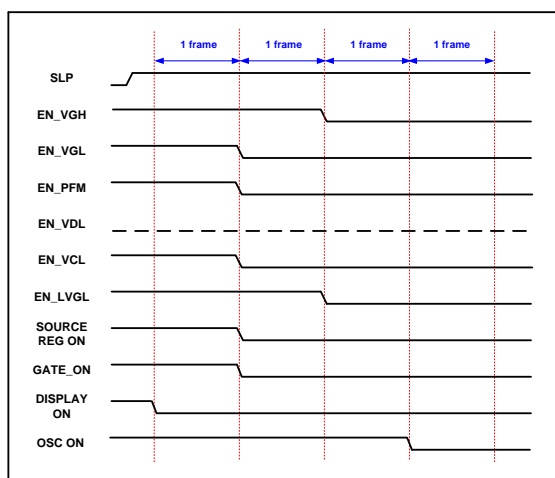 1 frame 1 frame 1 frame 1 frame
SLP
EN_VGH
EN_VGL
EN_PFM
EN_VDL
EN_VCL
EN_LVGL
SOURCE
REG ON
GATE_ON
DISPLAY
ON
OSC ON